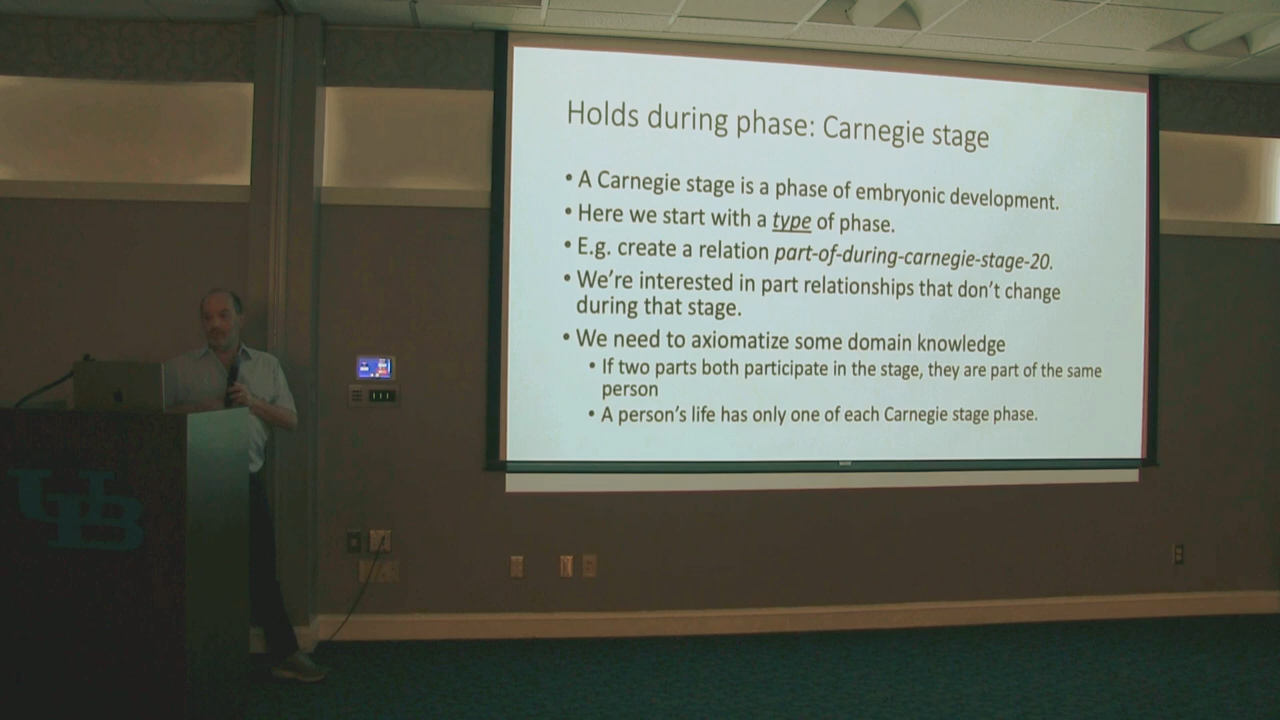 Holds during phase: Carnegie stage
• A Carnegie stage is a phase of embryonic development.
• Here we start with a type of phase.
• E.g. create a relation part-of-during-carnegie-stage-20.
• We're interested in part relationships that don't change
during that stage.
• We need to axiomatize some domain knowledge
• If two parts both participate in the stage, they are part of the same
person
• A person's life has only one of each Carnegie stage phase.
UB